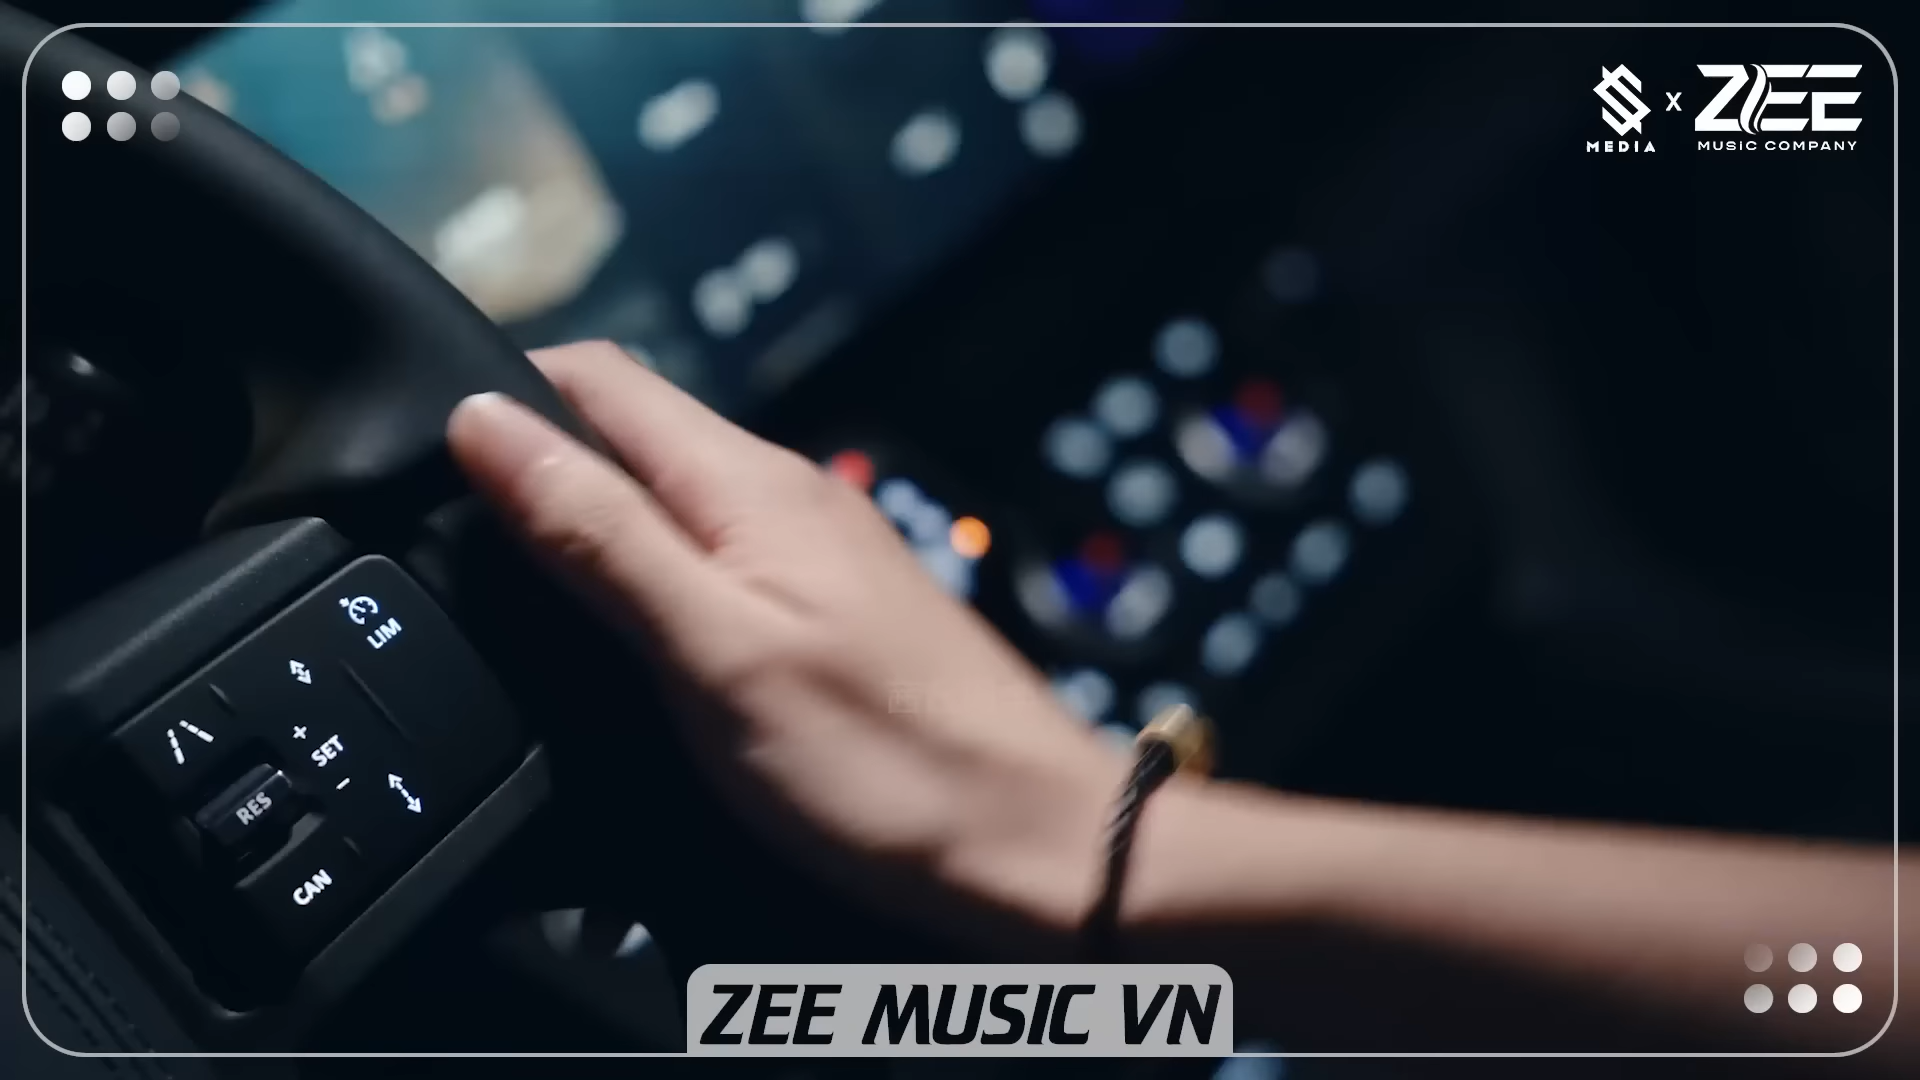 MEDIA
X
ZEE
MUSIC COMPANY
LIM
+
SET
−
RES
CAN
ZEE MUSIC VN